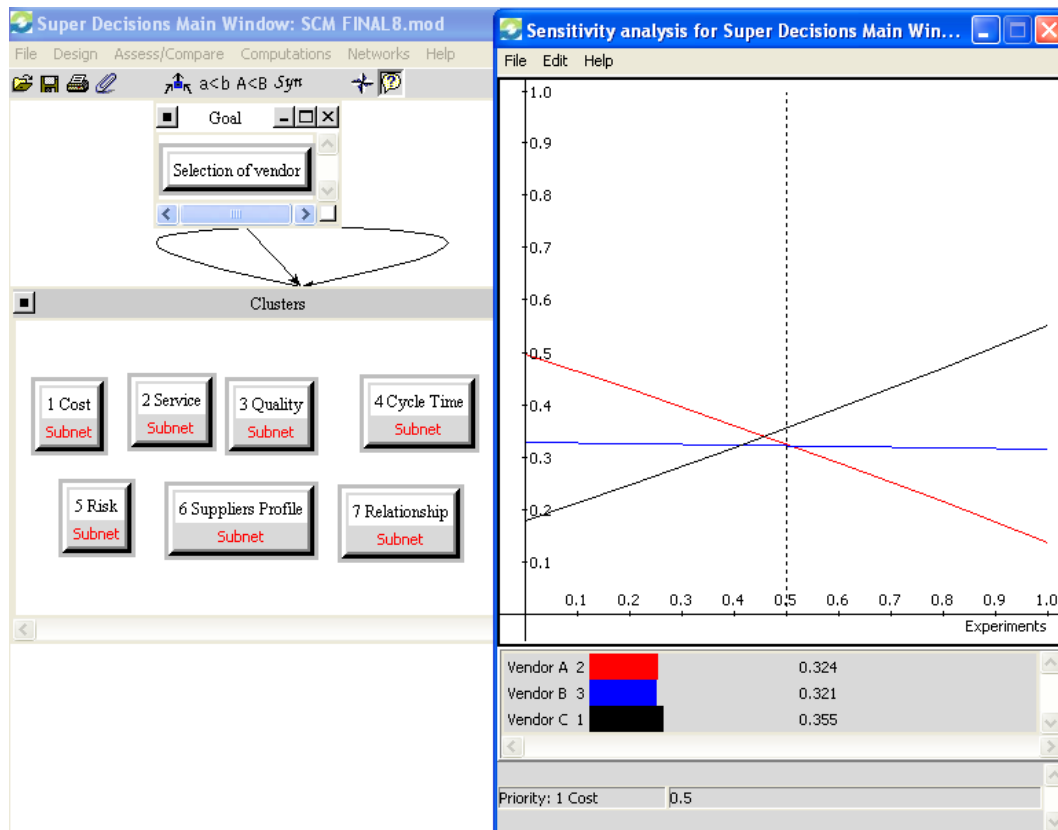 Super Decisions Main Window: SCM FINAL8.mod
File Design Assess/Compare Computations Networks Help
a<b A<B Syn
Goal
Selection of vendor
Clusters
1 Cost
Subnet
2 Service
Subnet
3 Quality
Subnet
4 Cycle Time
Subnet
5 Risk
Subnet
6 Suppliers Profile
Subnet
7 Relationship
Subnet
Sensitivity analysis for Super Decisions Main Win...
File Edit Help
1.0
0.9
0.8
0.7
0.6
0.5
0.4
0.3
0.2
0.1
0.1 0.2 0.3 0.4 0.5 0.6 0.7 0.8 0.9 1.0
Experiments
Vendor A 2 0.324
Vendor B 3 0.321
Vendor C 1 0.355
Priority: 1 Cost 0.5